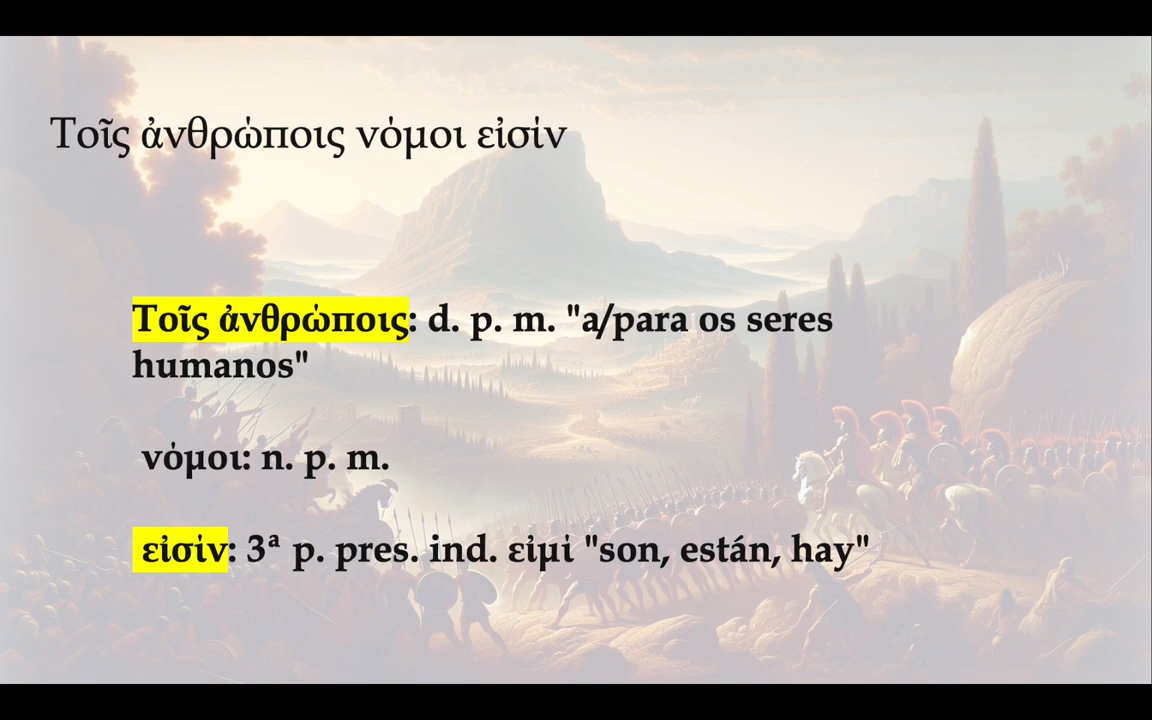 Τοῖς ἀνθρώποις νόμοι εἰσίν
Τοῖς ἀνθρώποις: d. p. m. "a/para os seres
humanos"
νόμοι: n. p. m.
εἰσίν: 3ª p. pres. ind. εἰμί "son, están, hay"